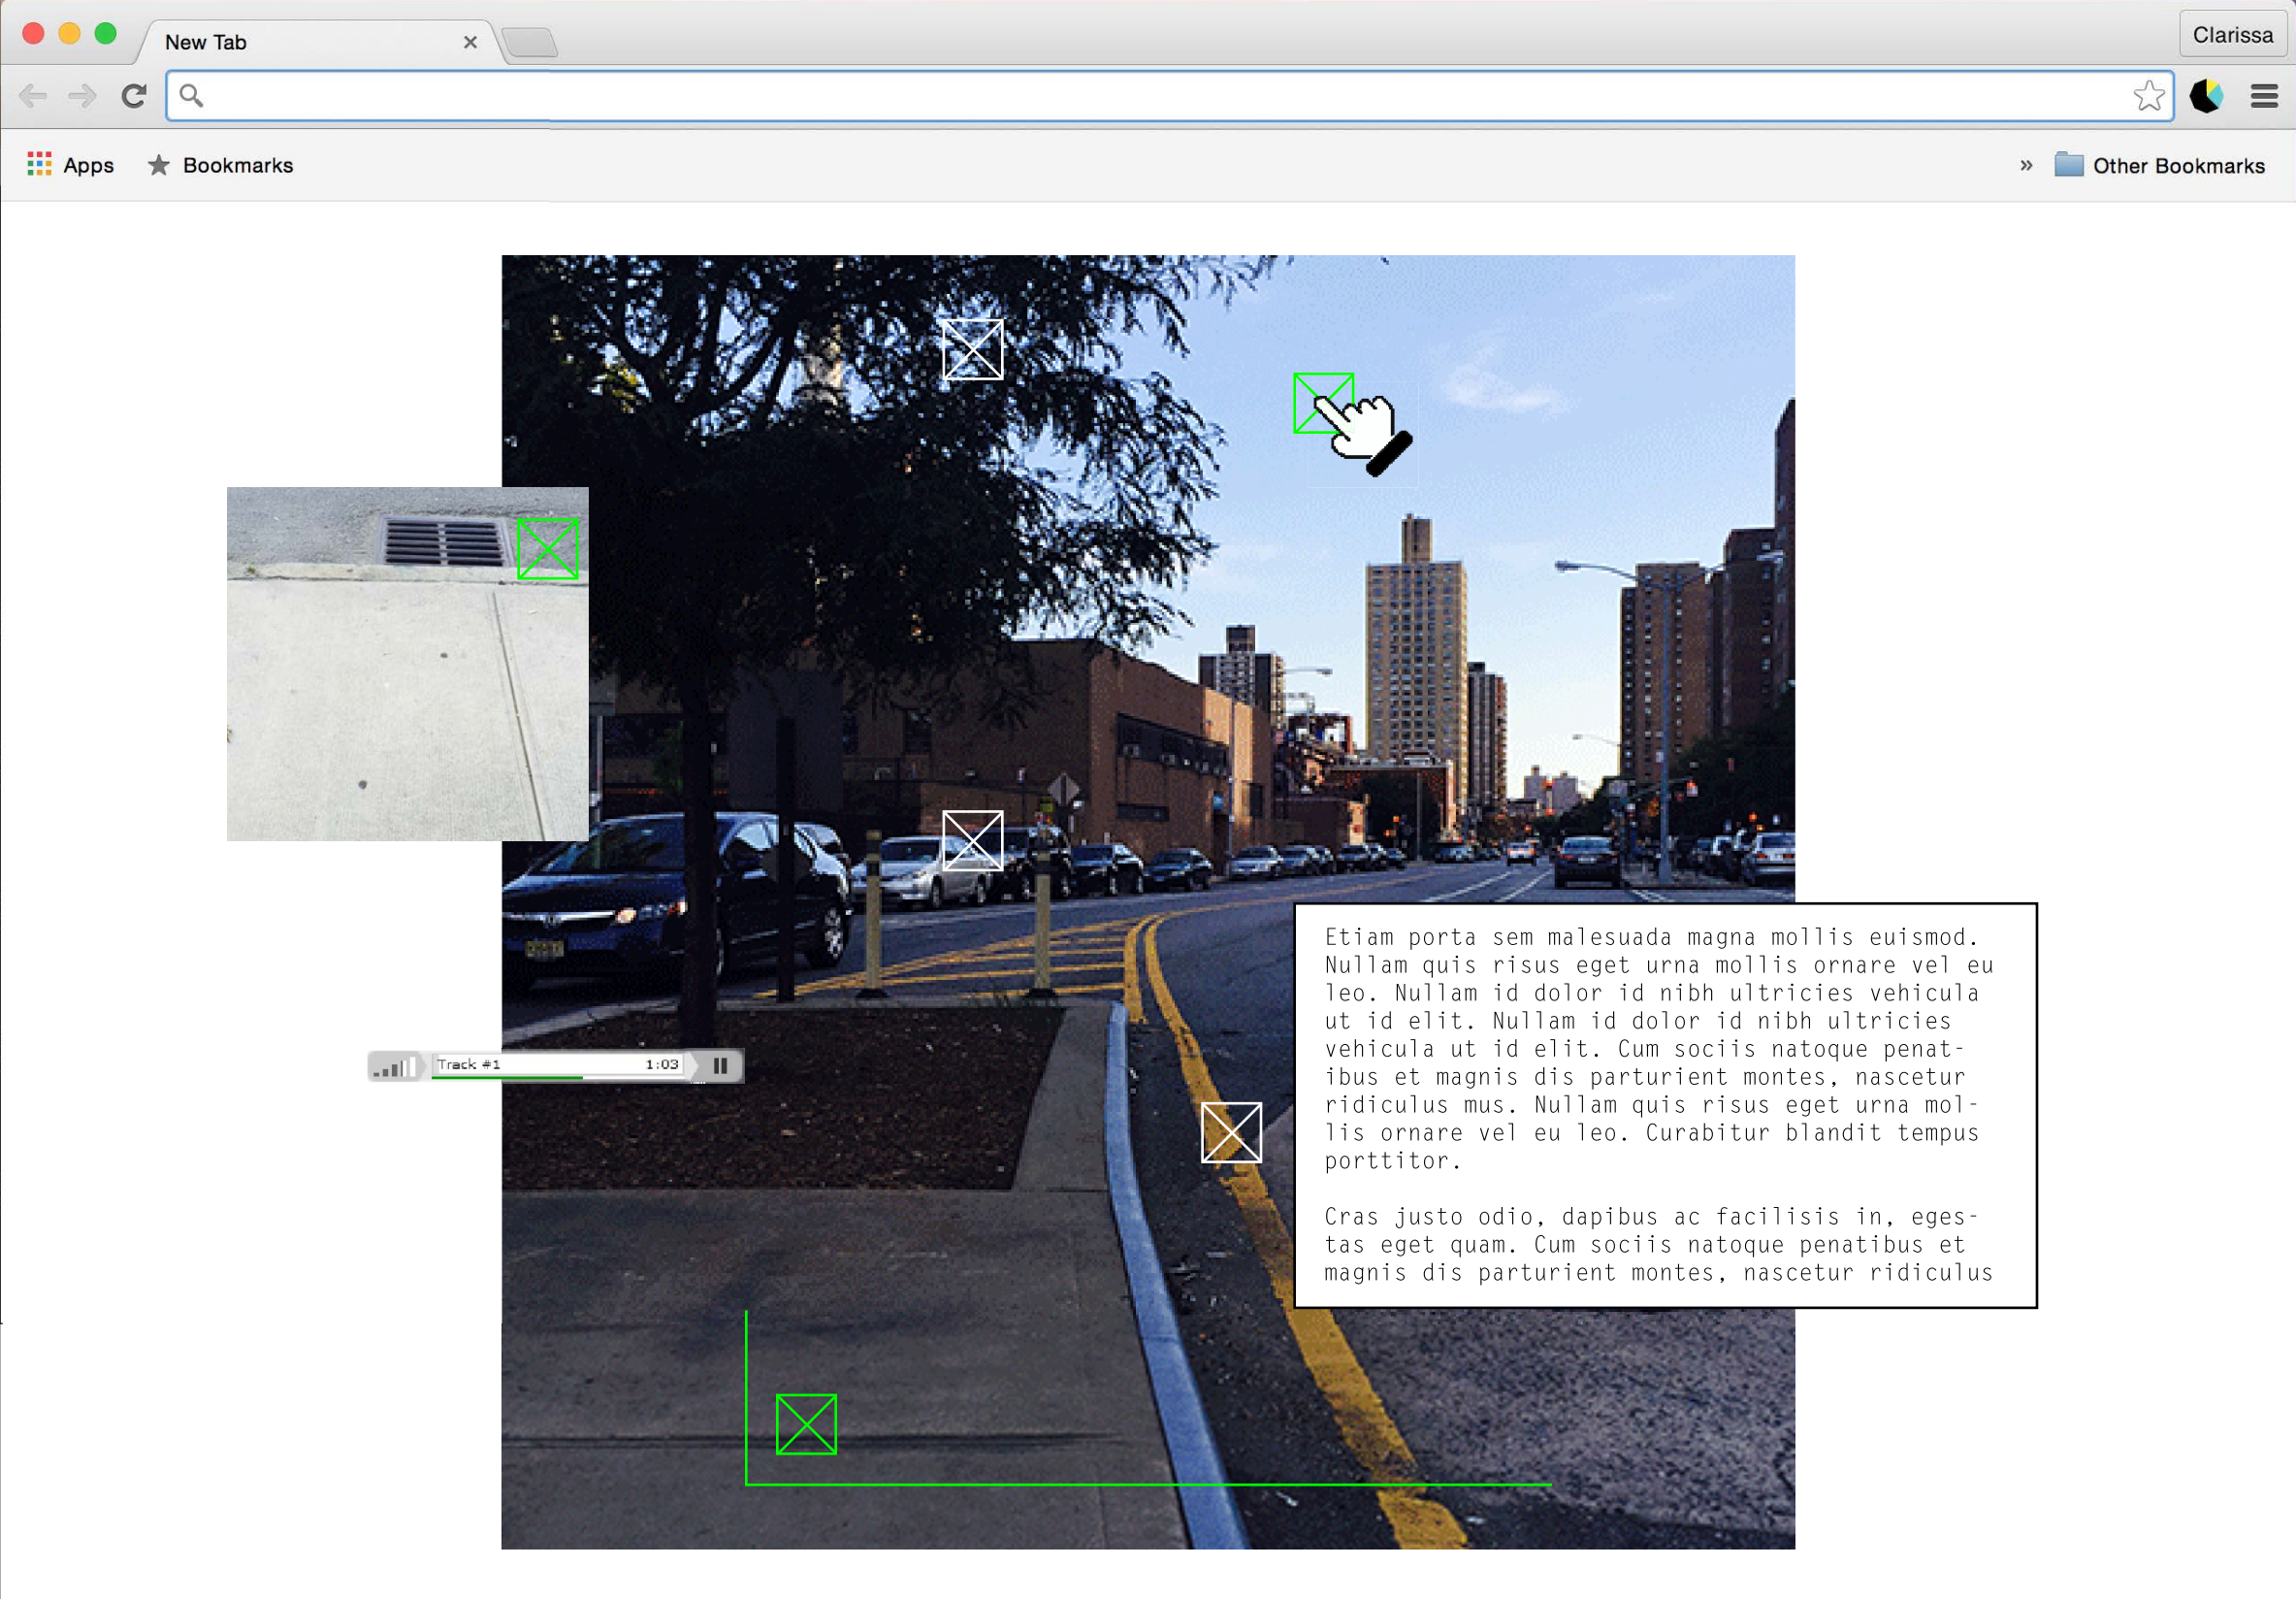 New Tab
Clarissa
Apps
Bookmarks
»
Other Bookmarks
Track #1
1:03
Etiam porta sem malesuada magna mollis euismod.
Nullam quis risus eget urna mollis ornare vel eu
leo. Nullam id dolor id nibh ultricies vehicula
ut id elit. Nullam id dolor id nibh ultricies
vehicula ut id elit. Cum sociis natoque penat-
ibus et magnis dis parturient montes, nascetur
ridiculus mus. Nullam quis risus eget urna mol-
lis ornare vel eu leo. Curabitur blandit tempus
porttitor.
Cras justo odio, dapibus ac facilisis in, eges-
tas eget quam. Cum sociis natoque penatibus et
magnis dis parturient montes, nascetur ridiculus